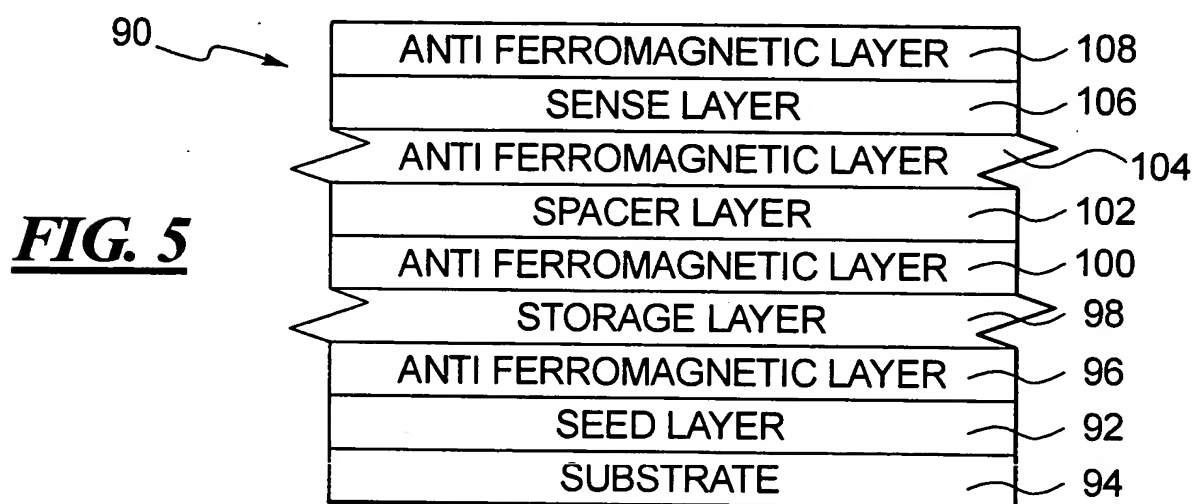 90
ANTI FERROMAGNETIC LAYER 108
SENSE LAYER 106
ANTI FERROMAGNETIC LAYER 104
SPACER LAYER 102
FIG. 5
ANTI FERROMAGNETIC LAYER 100
STORAGE LAYER 98
ANTI FERROMAGNETIC LAYER 96
SEED LAYER 92
SUBSTRATE 94